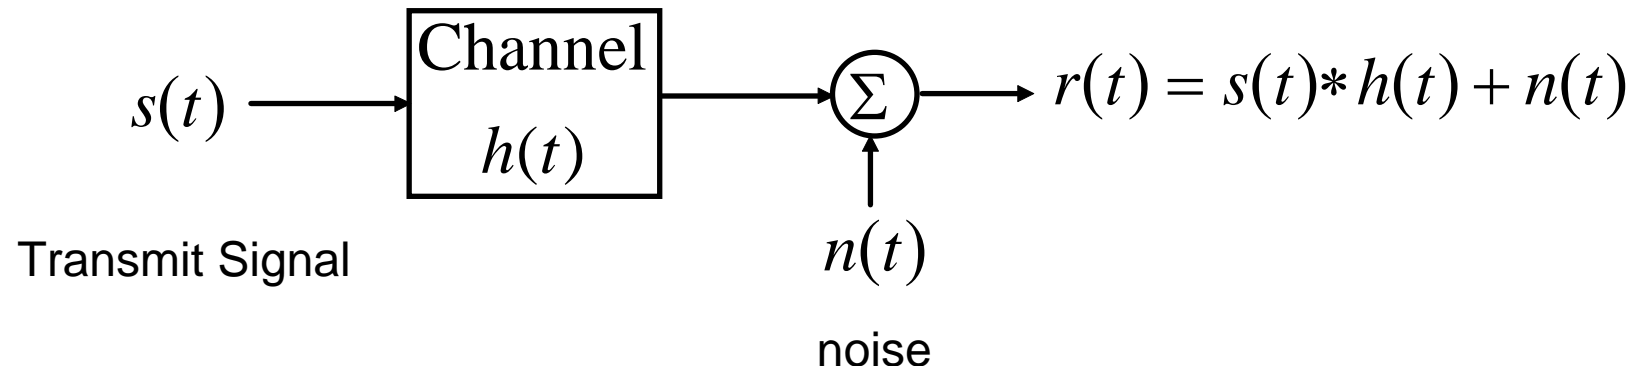 Channel
s(t)
h(t)
Σ
r(t) = s(t)*h(t) + n(t)
Transmit Signal
n(t)
noise